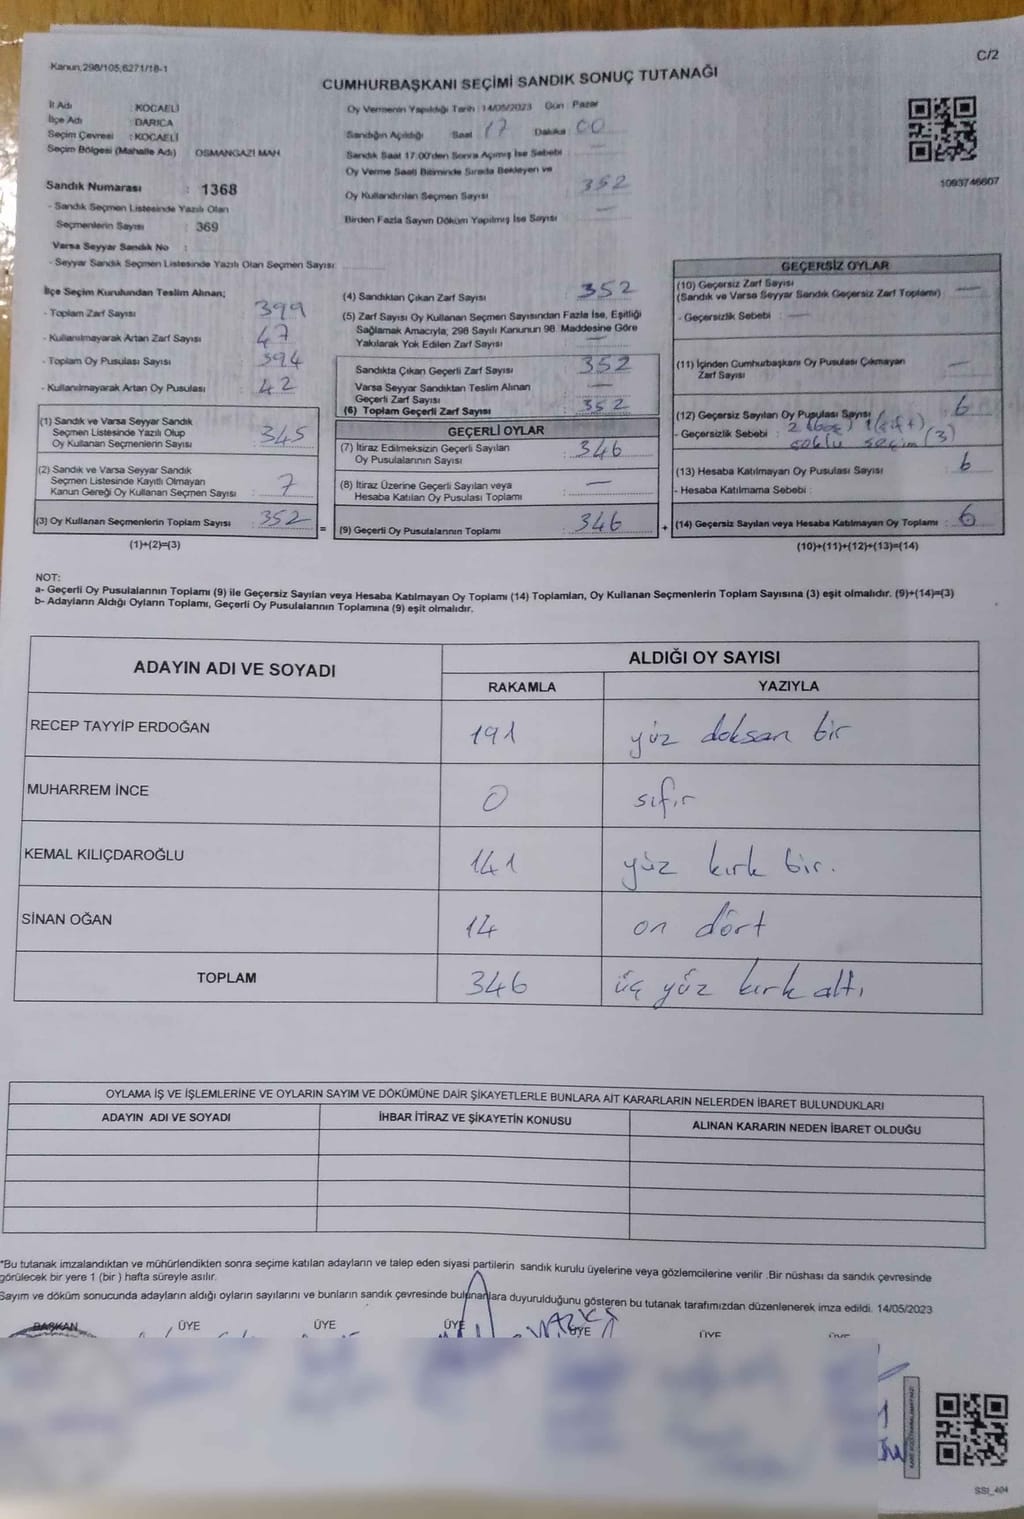 Kanun,298/105,6271/18-1
C/2
CUMHURBAŞKANI SEÇİMİ SANDIK SONUÇ TUTANAĞI
İl Adı : KOCAELİ
İlçe Adı : DARICA
Seçim Çevresi : KOCAELİ
Seçim Bölgesi (Mahalle Adı) OSMANGAZİ MAH
Sandık Numarası : 1368
- Sandık Seçmen Listesinde Yazılı Olan
Seçmenlerin Sayısı : 369
Varsa Seyyar Sandık No :
- Seyyar Sandık Seçmen Listesinde Yazılı Olan Seçmen Sayısı
Oy Vermenin Yapıldığı Tarih : 14/05/2023 Gün : Pazar
Sandığın Açıldığı Saat 17 Dakika : 00
Sandık Saat 17:00'den Sonra Açımış İse Sebebi : —
Oy Verme Saati Bitiminde Sırada Bekleyen ve
Oy Kullandırılan Seçmen Sayısı 352
Birden Fazla Sayım Döküm Yapılmış İse Sayısı —
1093746607
İlçe Seçim Kurulundan Teslim Alınan;
- Toplam Zarf Sayısı 399
- Kullanılmayarak Artan Zarf Sayısı 47
- Toplam Oy Pusulası Sayısı 394
- Kullanılmayarak Artan Oy Pusulası 42
(1) Sandık ve Varsa Seyyar Sandık
Seçmen Listesinde Yazılı Olup
Oy Kullanan Seçmenlerin Sayısı 345
(2) Sandık ve Varsa Seyyar Sandık
Seçmen Listesinde Kayıtlı Olmayan
Kanun Gereği Oy Kullanan Seçmen Sayısı 7
(3) Oy Kullanan Seçmenlerin Toplam Sayısı : 352 =
(1)+(2)=(3)
(4) Sandıktan Çıkan Zarf Sayısı 352
(5) Zarf Sayısı Oy Kullanan Seçmen Sayısından Fazla İse, Eşitliği
Sağlamak Amacıyla, 298 Sayılı Kanunun 98. Maddesine Göre
Yakılarak Yok Edilen Zarf Sayısı —
Sandıkta Çıkan Geçerli Zarf Sayısı 352
Varsa Seyyar Sandıktan Teslim Alınan
Geçerli Zarf Sayısı —
(6) Toplam Geçerli Zarf Sayısı : 352
GEÇERLİ OYLAR
(7) İtiraz Edilmeksizin Geçerli Sayılan
Oy Pusulalarının Sayısı : 346
(8) İtiraz Üzerine Geçerli Sayılan veya
Hesaba Katılan Oy Pusulası Toplamı : —
(9) Geçerli Oy Pusulalarının Toplamı : 346 +
GEÇERSİZ OYLAR
(10) Geçersiz Zarf Sayısı —
(Sandık ve Varsa Seyyar Sandık Geçersiz Zarf Toplamı)
- Geçersizlik Sebebi : —
(11) İçinden Cumhurbaşkanı Oy Pusulası Çıkmayan
Zarf Sayısı —
(12) Geçersiz Sayılan Oy Pupulası Sayısı 6
- Geçersizlik Sebebi : 2 (boş) 1 (çift)
çoklu seçim (3)
(13) Hesaba Katılmayan Oy Pusulası Sayısı 6
- Hesaba Katılmama Sebebi :
(14) Geçersiz Sayılan veya Hesaba Katılmayan Oy Toplamı : 6
(10)+(11)+(12)+(13)=(14)
NOT:
a- Geçerli Oy Pusulalarının Toplamı (9) ile Geçersiz Sayılan veya Hesaba Katılmayan Oy Toplamı (14) Toplamları, Oy Kullanan Seçmenlerin Toplam Sayısına (3) eşit olmalıdır. (9)+(14)=(3)
b- Adayların Aldığı Oyların Toplamı, Geçerli Oy Pusulalarının Toplamına (9) eşit olmalıdır.
ADAYIN ADI VE SOYADI ALDIĞI OY SAYISI
RAKAMLA YAZIYLA
RECEP TAYYİP ERDOĞAN 191 yüz doksan bir
MUHARREM İNCE 0 sıfır
KEMAL KILIÇDAROĞLU 141 yüz kırk bir.
SİNAN OĞAN 14 on dört
TOPLAM 346 üç yüz kırk altı
OYLAMA İŞ VE İŞLEMLERİNE VE OYLARIN SAYIM VE DÖKÜMÜNE DAİR ŞİKAYETLERLE BUNLARA AİT KARARLARIN NELERDEN İBARET BULUNDUKLARI
ADAYIN ADI VE SOYADI İHBAR İTİRAZ VE ŞİKAYETİN KONUSU ALINAN KARARIN NEDEN İBARET OLDUĞU
*Bu tutanak imzalandıktan ve mühürlendikten sonra seçime katılan adayların ve talep eden siyasi partilerin sandık kurulu üyelerine veya gözlemcilerine verilir .Bir nüshası da sandık çevresinde
görülecek bir yere 1 (bir ) hafta süreyle asılır.
Sayım ve döküm sonucunda adayların aldığı oyların sayılarını ve bunların sandık çevresinde bulunanlara duyurulduğunu gösteren bu tutanak tarafımızdan düzenlenerek imza edildi. 14/05/2023
BAŞKAN ÜYE ÜYE ÜYE ÜYE ÜYE
SSI_404